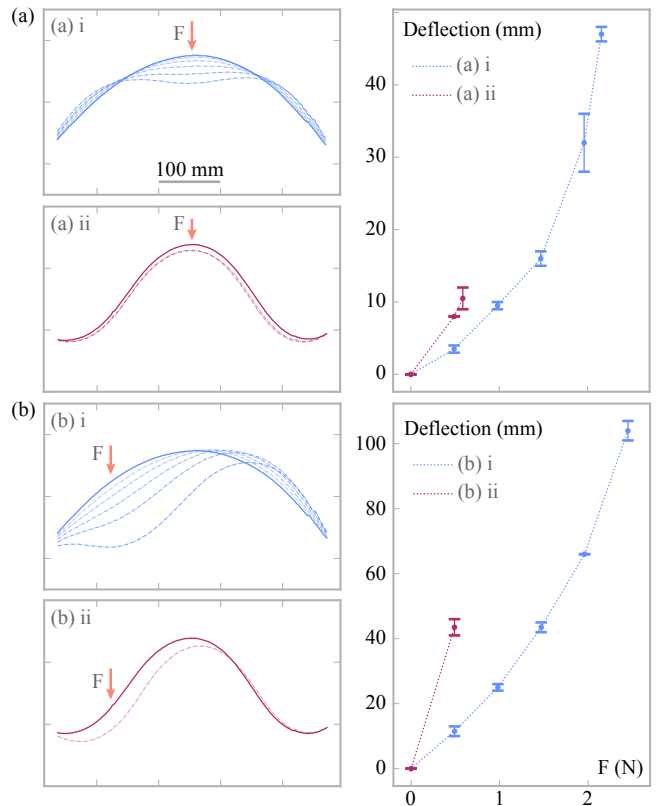 (a)
(a) i
F
100 mm
(a) ii
F
Deflection (mm)
(a) i
(a) ii
40
30
20
10
0
(b)
(b) i
F
(b) ii
F
Deflection (mm)
(b) i
(b) ii
100
80
60
40
20
0
F (N)
0
1
2